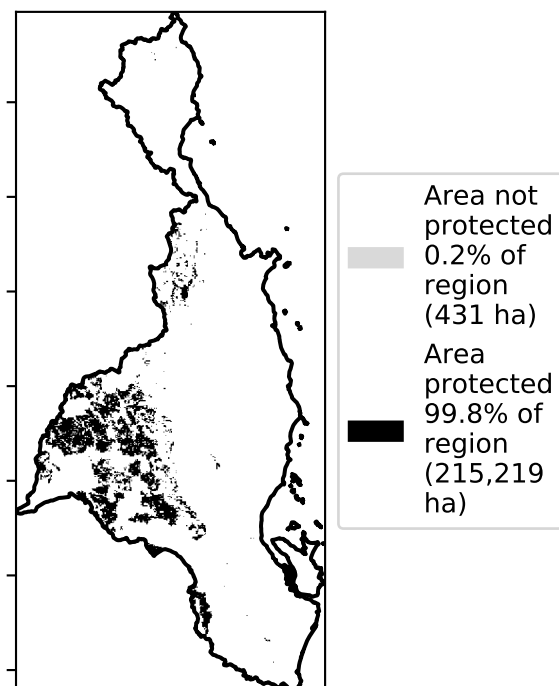 Area not
protected
0.2% of
region
(431 ha)
Area
protected
99.8% of
region
(215,219
ha)